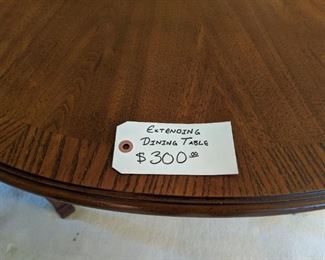 Extending
Dining Table
$300.00